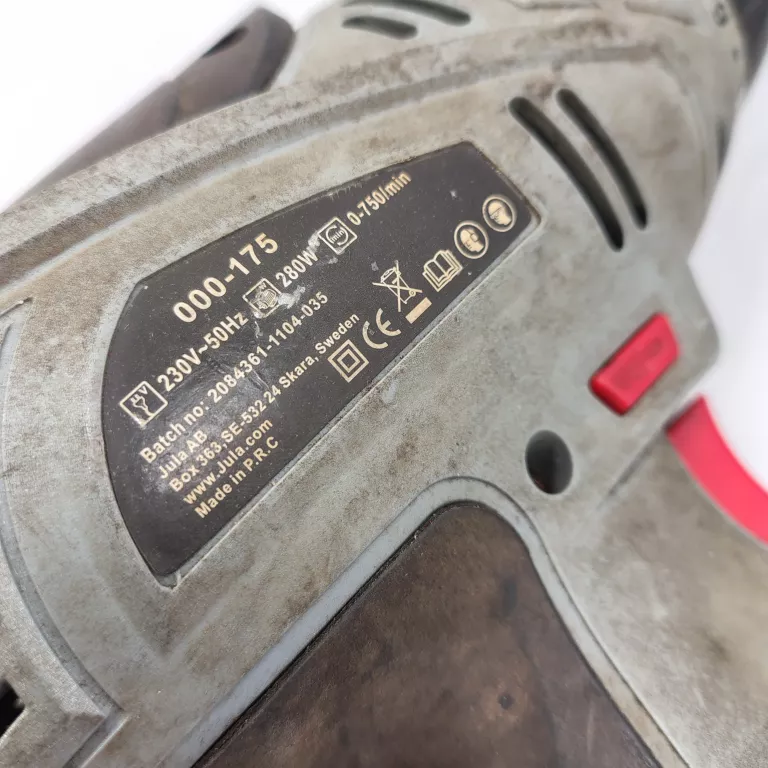 000-175
230V~50Hz 280W 0-750/min
Batch no: 2084361-1104-035
Jula AB
Box 363, SE-532 24 Skara, Sweden
www.Jula.com
Made in P.R.C
CE